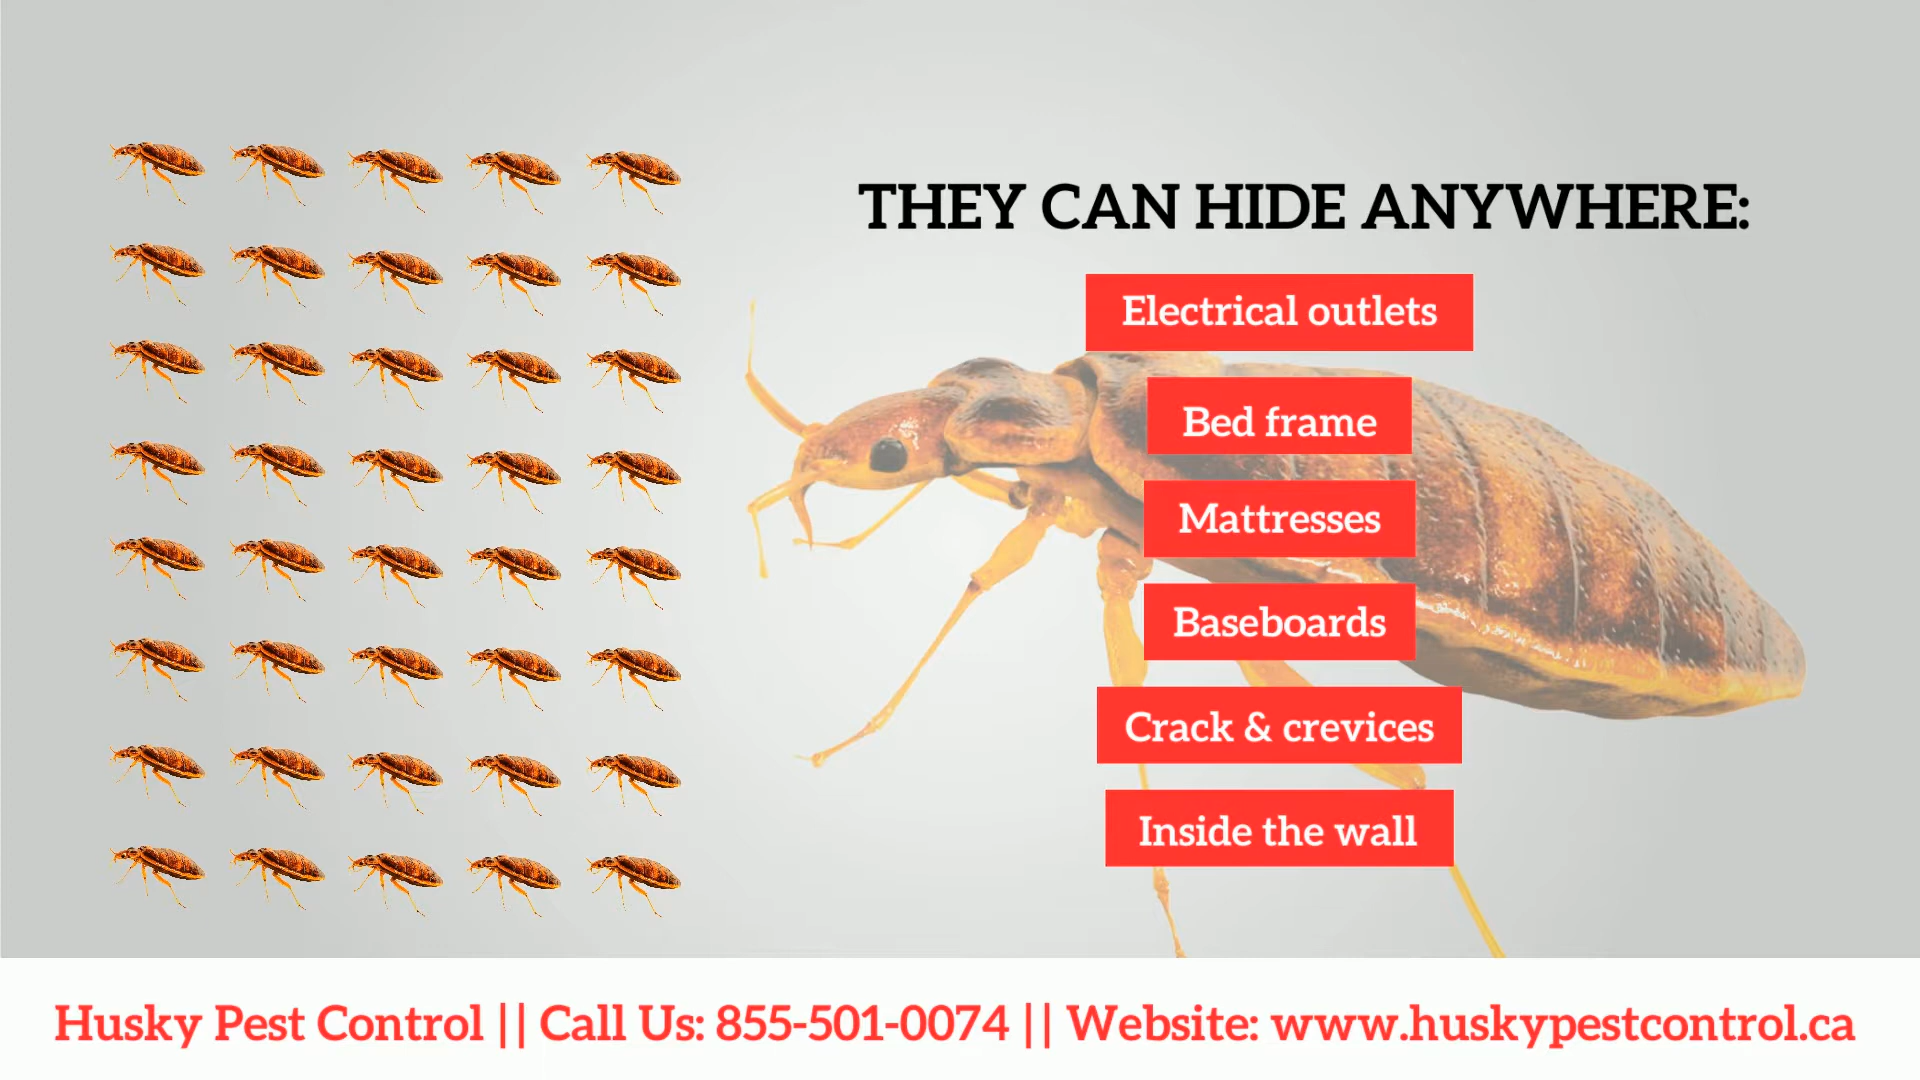 THEY CAN HIDE ANYWHERE:
Electrical outlets
Bed frame
Mattresses
Baseboards
Crack & crevices
Inside the wall
Husky Pest Control || Call Us: 855-501-0074 || Website: www.huskypestcontrol.ca